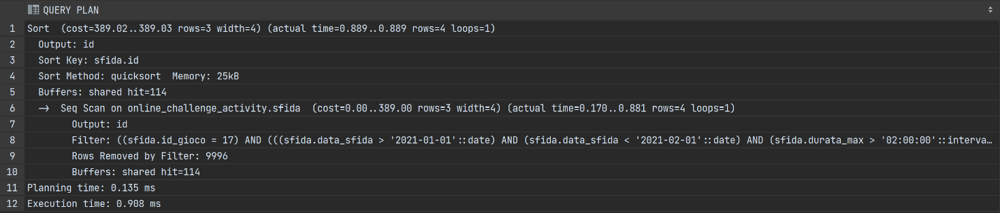 QUERY PLAN
1 Sort (cost=389.02..389.03 rows=3 width=4) (actual time=0.889..0.889 rows=4 loops=1)
2 Output: id
3 Sort Key: sfida.id
4 Sort Method: quicksort Memory: 25kB
5 Buffers: shared hit=114
6 -> Seq Scan on online_challenge_activity.sfida (cost=0.00..389.00 rows=3 width=4) (actual time=0.170..0.881 rows=4 loops=1)
7 Output: id
8 Filter: ((sfida.id_gioco = 17) AND (((sfida.data_sfida > '2021-01-01'::date) AND (sfida.data_sfida < '2021-02-01'::date) AND (sfida.durata_max > '02:00:00'::interva…
9 Rows Removed by Filter: 9996
10 Buffers: shared hit=114
11 Planning time: 0.135 ms
12 Execution time: 0.908 ms